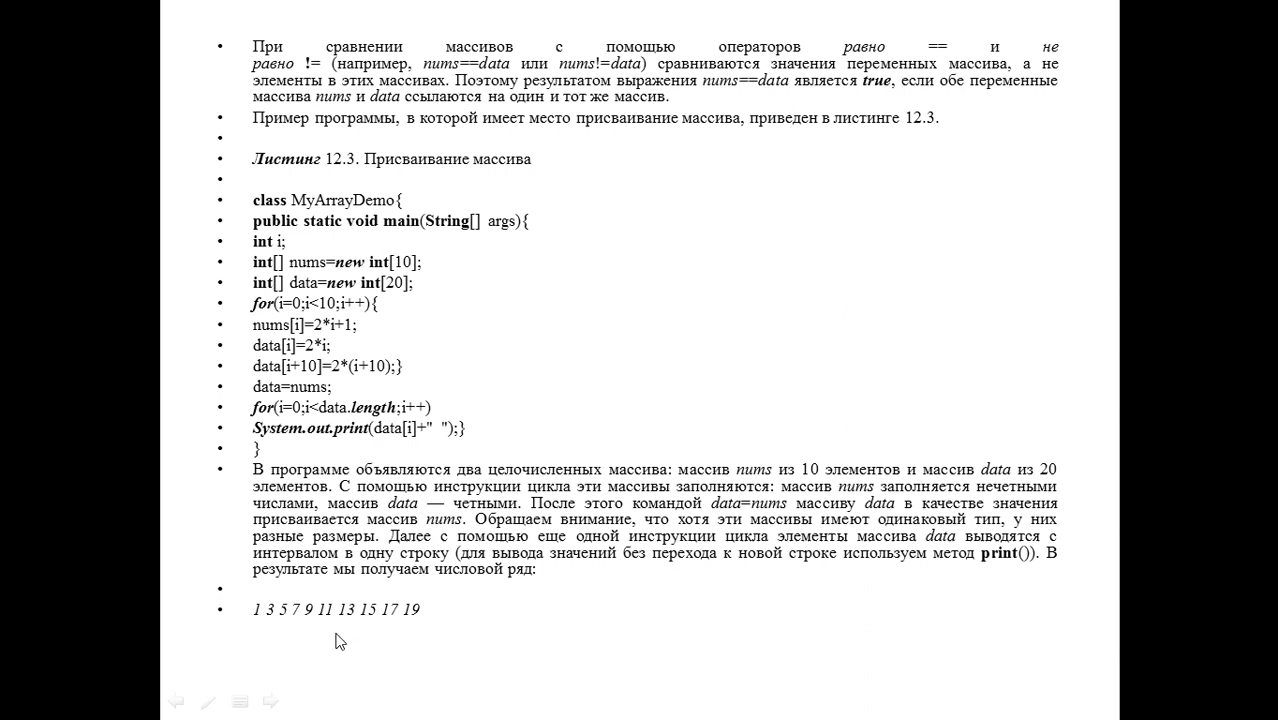 • При сравнении массивов с помощью операторов равно == и не
равно != (например, nums==data или nums!=data) сравниваются значения переменных массива, а не
элементы в этих массивах. Поэтому результатом выражения nums==data является true, если обе переменные
массива nums и data ссылаются на один и тот же массив.
• Пример программы, в которой имеет место присваивание массива, приведен в листинге 12.3.
•
• Листинг 12.3. Присваивание массива
•
• class MyArrayDemo{
• public static void main(String[] args){
• int i;
• int[] nums=new int[10];
• int[] data=new int[20];
• for(i=0;i<10;i++){
• nums[i]=2*i+1;
• data[i]=2*i;
• data[i+10]=2*(i+10);}
• data=nums;
• for(i=0;i<data.length;i++)
• System.out.print(data[i]+" ");}
• }
• В программе объявляются два целочисленных массива: массив nums из 10 элементов и массив data из 20
элементов. С помощью инструкции цикла эти массивы заполняются: массив nums заполняется нечетными
числами, массив data — четными. После этого командой data=nums массиву data в качестве значения
присваивается массив nums. Обращаем внимание, что хотя эти массивы имеют одинаковый тип, у них
разные размеры. Далее с помощью еще одной инструкции цикла элементы массива data выводятся с
интервалом в одну строку (для вывода значений без перехода к новой строке используем метод print()). В
результате мы получаем числовой ряд:
•
• 1 3 5 7 9 11 13 15 17 19